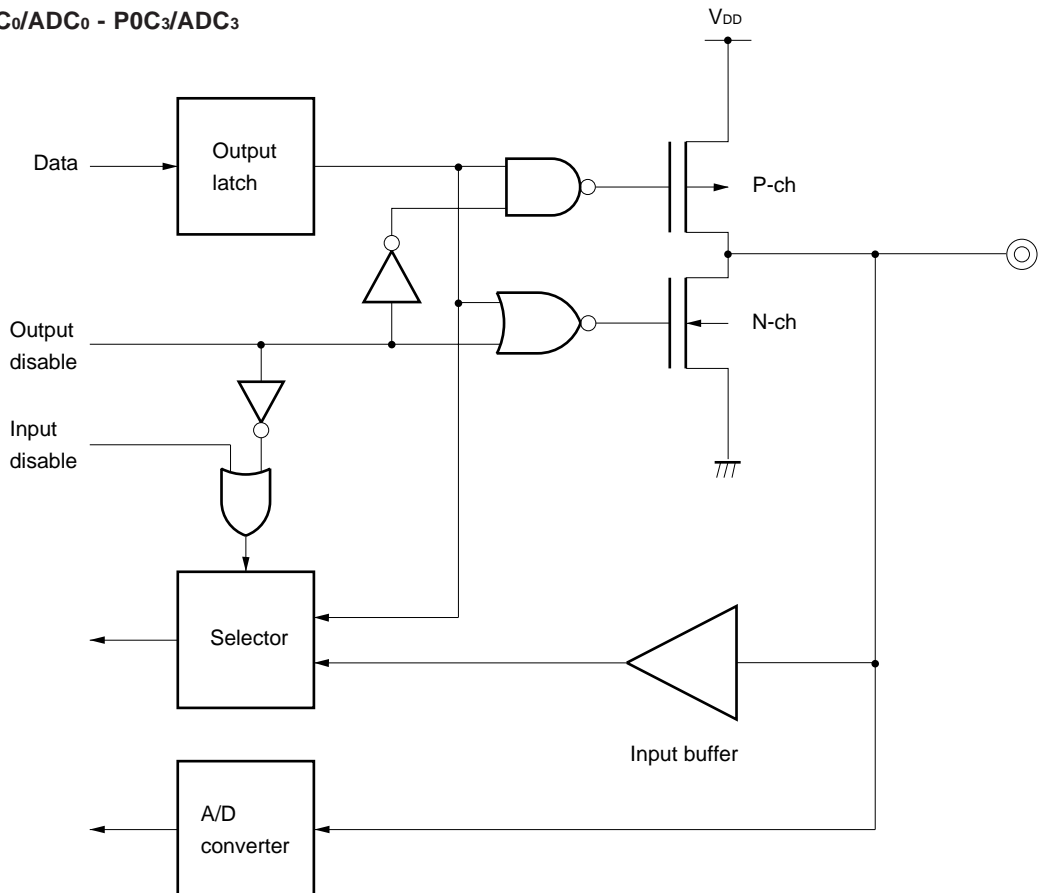 C₀/ADC₀ - P0C₃/ADC₃
VDD
Data
Output
latch
P-ch
Output
disable
N-ch
Input
disable
Selector
Input buffer
A/D
converter